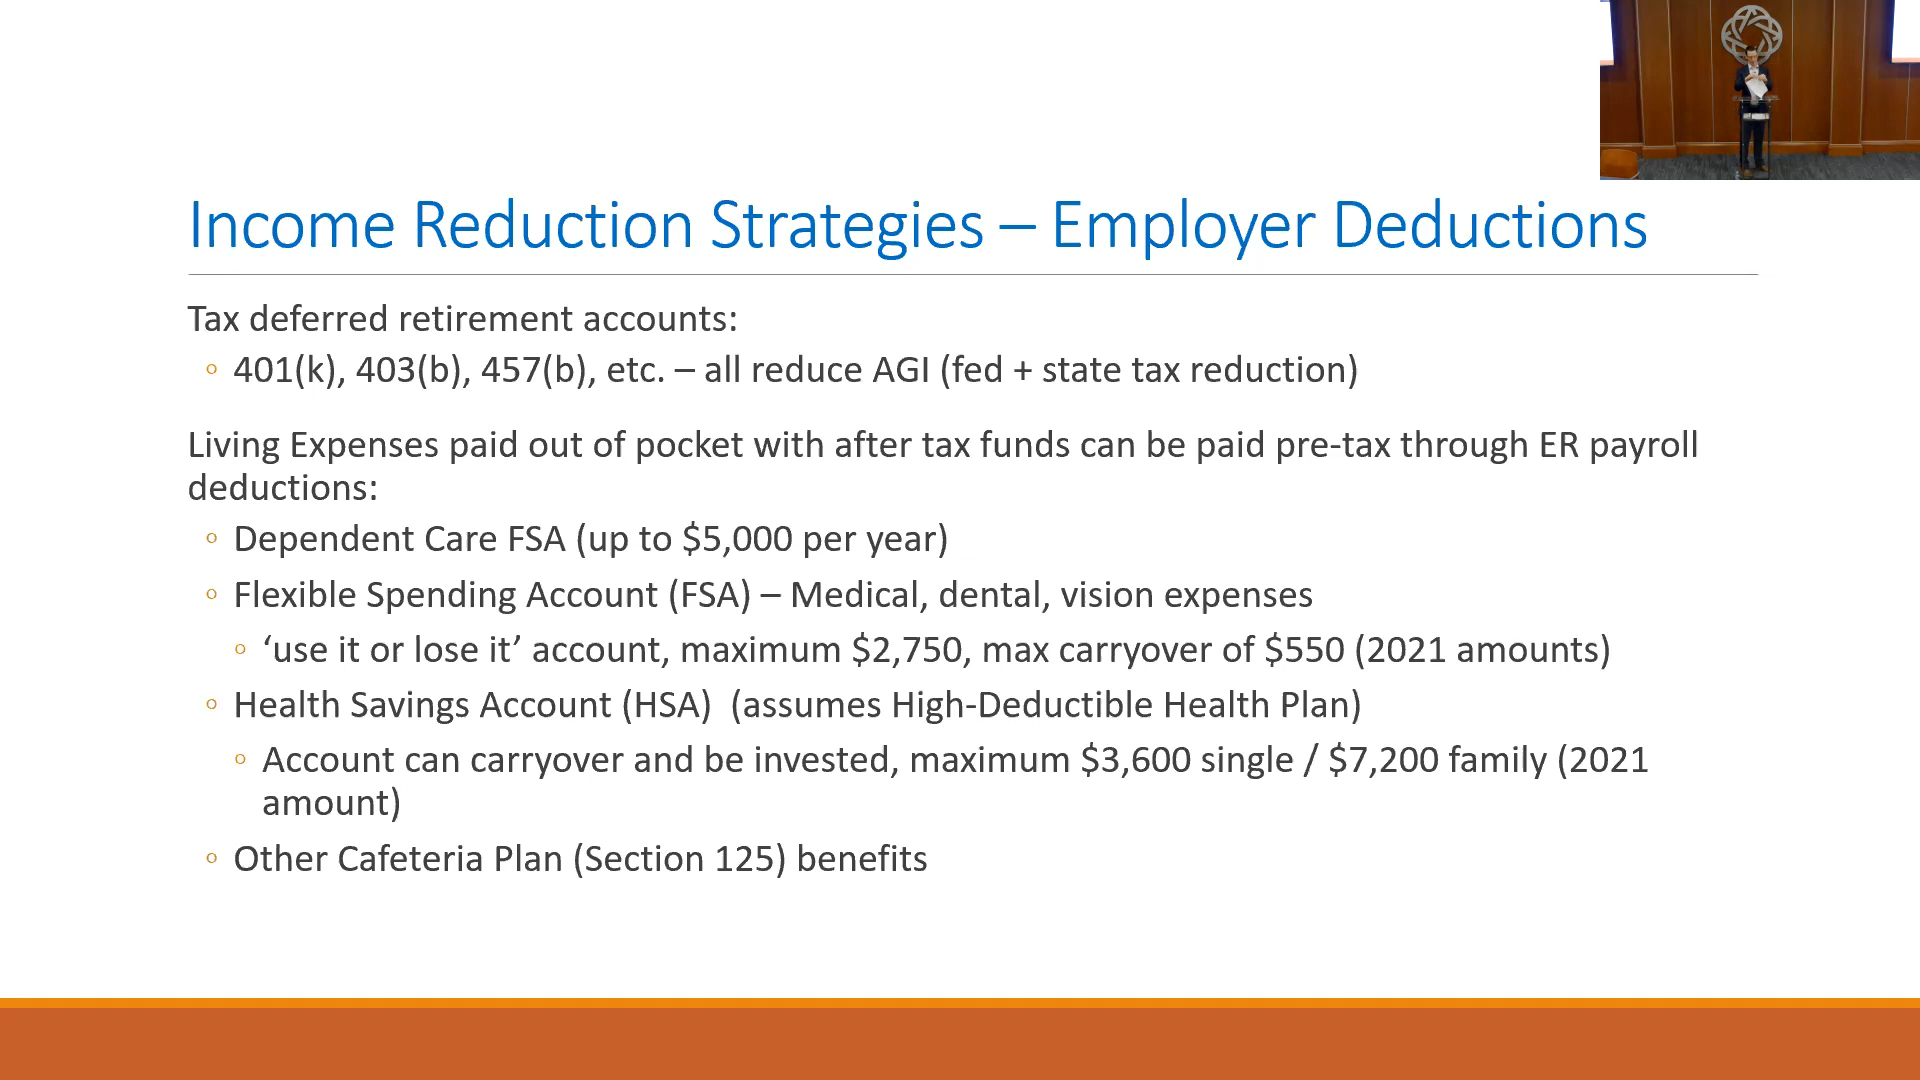 Income Reduction Strategies – Employer Deductions
Tax deferred retirement accounts:
◦ 401(k), 403(b), 457(b), etc. – all reduce AGI (fed + state tax reduction)
Living Expenses paid out of pocket with after tax funds can be paid pre-tax through ER payroll
deductions:
◦ Dependent Care FSA (up to $5,000 per year)
◦ Flexible Spending Account (FSA) – Medical, dental, vision expenses
◦ ‘use it or lose it’ account, maximum $2,750, max carryover of $550 (2021 amounts)
◦ Health Savings Account (HSA)  (assumes High-Deductible Health Plan)
◦ Account can carryover and be invested, maximum $3,600 single / $7,200 family (2021
amount)
◦ Other Cafeteria Plan (Section 125) benefits